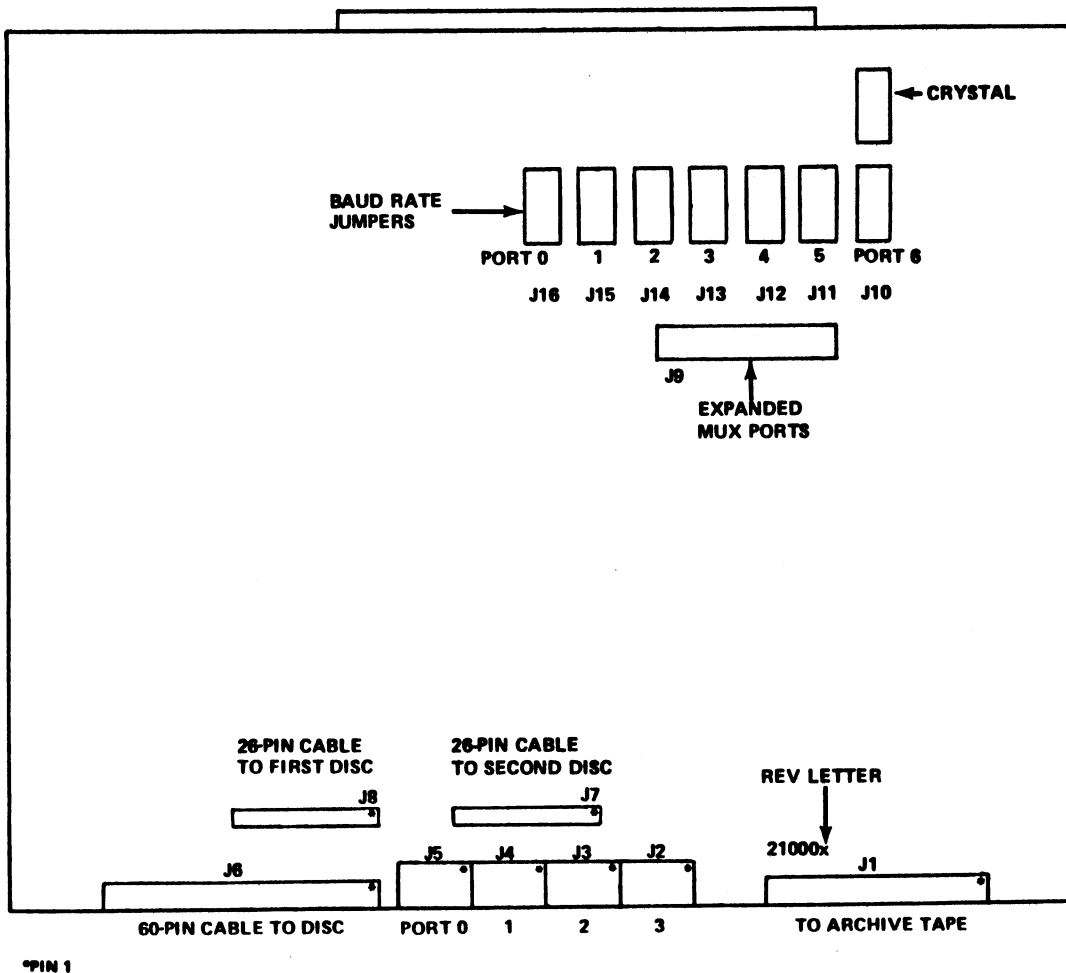 CRYSTAL
BAUD RATE
JUMPERS
PORT 0 1 2 3 4 5 PORT 6
J16 J15 J14 J13 J12 J11 J10
J9
EXPANDED
MUX PORTS
26-PIN CABLE
TO FIRST DISC
26-PIN CABLE
TO SECOND DISC
REV LETTER
J8
J7
21000x
J6
J5 J4 J3 J2
J1
60-PIN CABLE TO DISC
PORT 0 1 2 3
TO ARCHIVE TAPE
*PIN 1